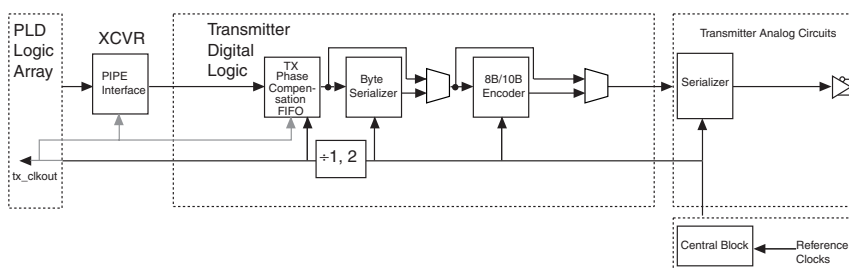 PLD
Logic
Array
XCVR
PIPE
Interface
Transmitter
Digital
Logic
TX
Phase
Compen-
sation
FIFO
Byte
Serializer
8B/10B
Encoder
Transmitter Analog Circuits
Serializer
÷1, 2
tx_clkout
Central Block
Reference
Clocks